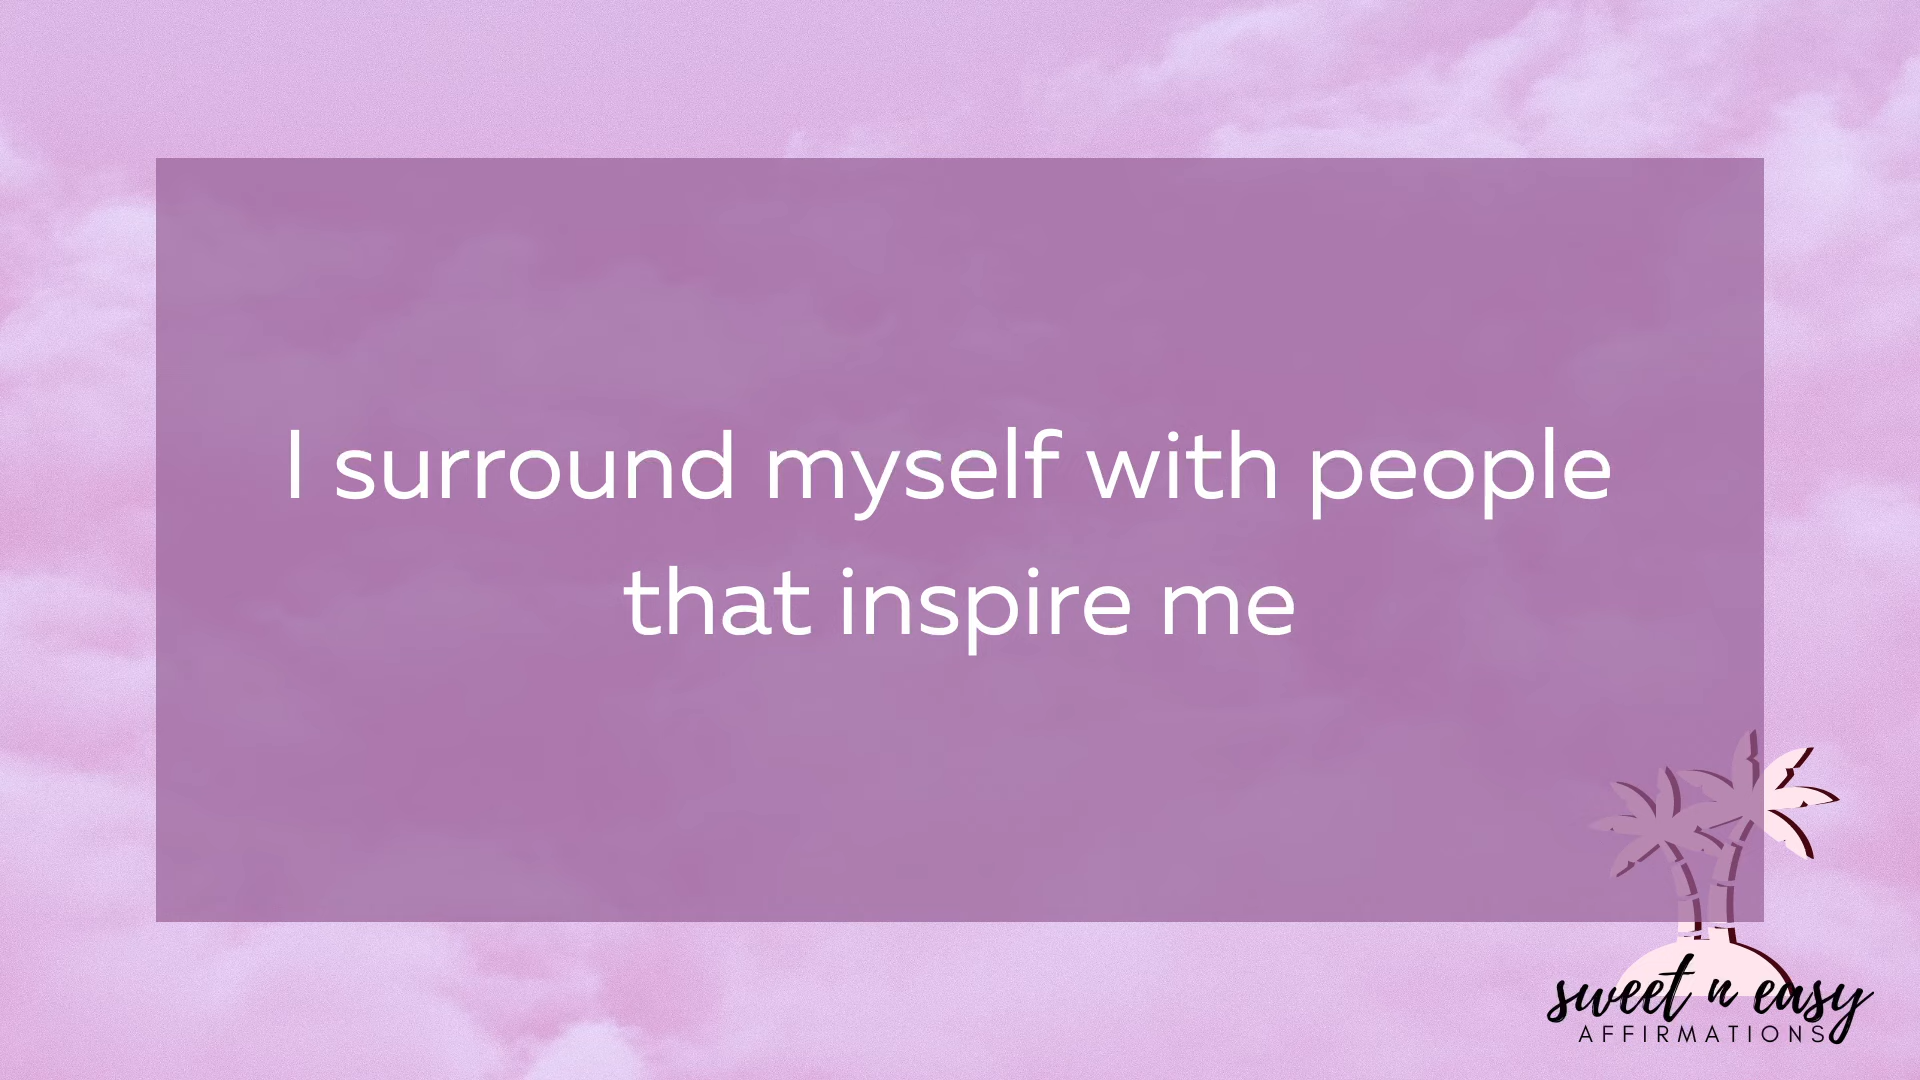 I surround myself with people
that inspire me
sweet n easy
AFFIRMATIONS